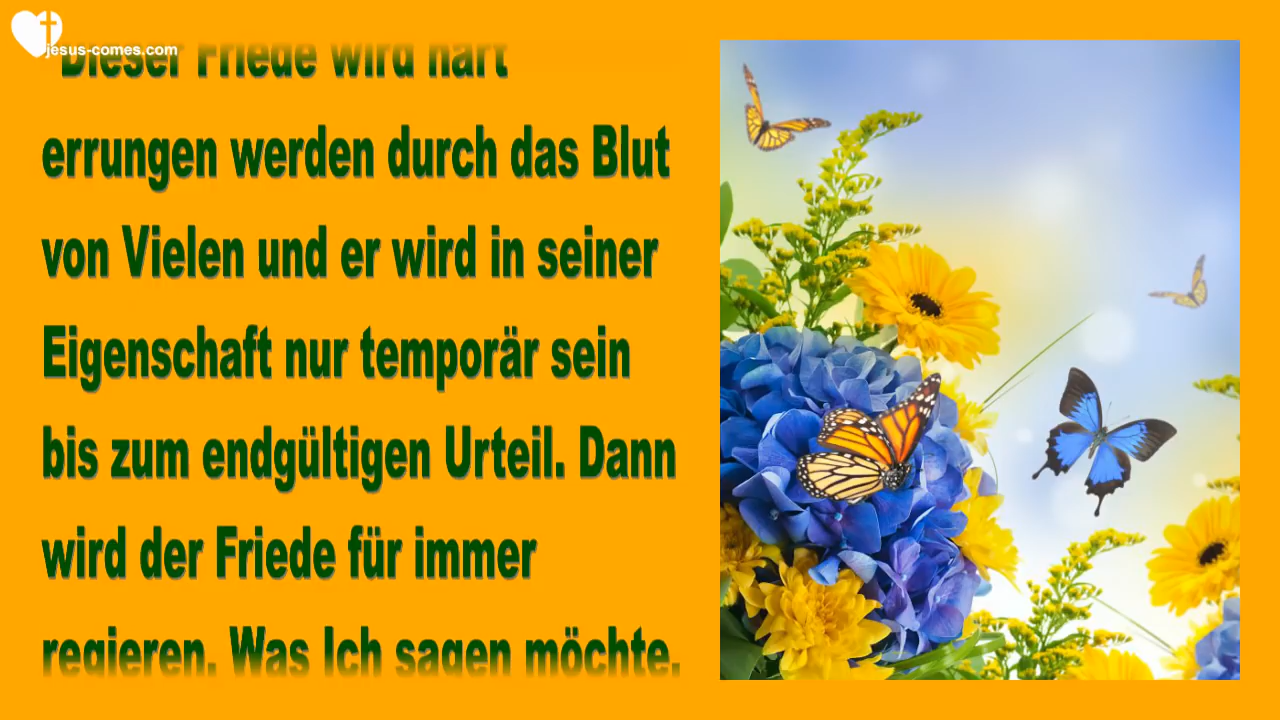 jesus-comes.com
"Dieser Friede wird hart
errungen werden durch das Blut
von Vielen und er wird in seiner
Eigenschaft nur temporär sein
bis zum endgültigen Urteil. Dann
wird der Friede für immer
regieren. Was Ich sagen möchte,